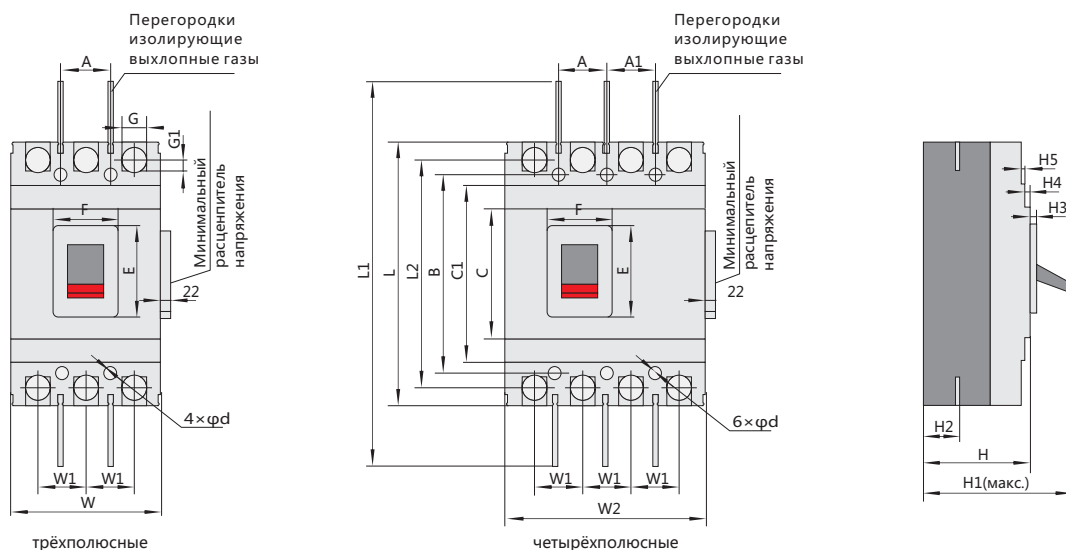 Перегородки
изолирующие
выхлопные газы
A
G
G1
Минимальный
расценпитель
напряжения
F
E
22
4×φd
W1
W1
W
трёхполюсные
Перегородки
изолирующие
выхлопные газы
A
A1
Минимальный
расцепитель
напряжения
F
E
L1
L
L2
B
C1
C
22
6×φd
W1
W1
W1
W2
четырёхполюсные
H5
H4
H3
H2
H
H1(макс.)